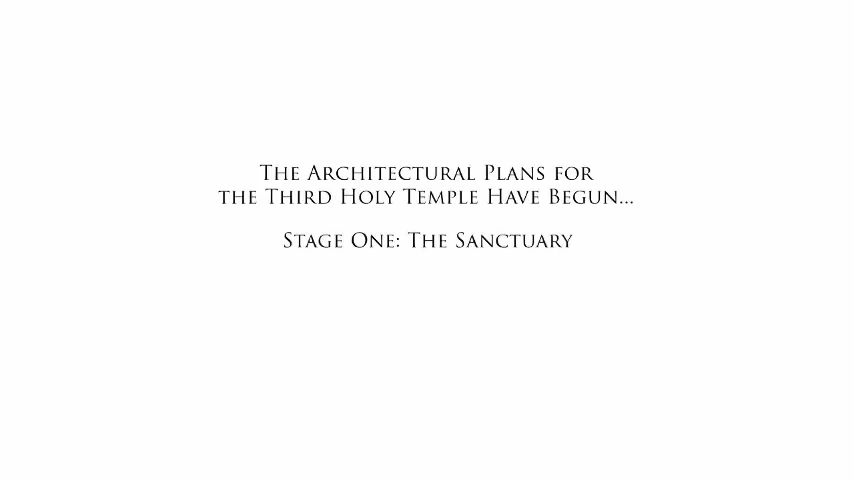 The Architectural Plans for
the Third Holy Temple Have Begun...
Stage One: The Sanctuary